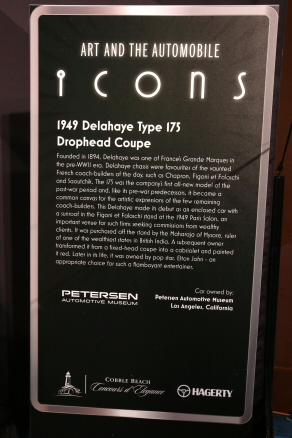 ART AND THE AUTOMOBILE
icons
1949 Delahaye Type 175
Drophead Coupe
Founded in 1894, Delahaye was one of France's Grande Marques in
the pre-WWII era. Delahaye chasis were favourites of the vaunted
French coach-builders of the day, such as Chapron, Figoni et Falaschi
and Saoutchik. The 175 was the company's first all-new model of the
post-war period and, like its pre-war predecessors, it became a
common canvas for the artistic expressions of the few remaining
coach-builders. The Delahaye made its debut as an enclosed car with
a sunroof in the Figoni et Falaschi stand at the 1949 Paris Salon, an
important venue for such firms seeking commissions from wealthy
clients. It was purchased off the stand by the Maharaja of Mysore, ruler
of one of the wealthiest states in British India. A subsequent owner
transformed it from a fixed-head coupe into a cabriolet and painted
it red. Later in its life, it was owned by pop star, Elton John - an
appropriate choice for such a flamboyant entertainer.
PETERSEN
AUTOMOTIVE MUSEUM
Car owned by:
Petersen Automotive Museum
Los Angeles, California
COBBLE BEACH
Concours d'Elegance
HAGERTY